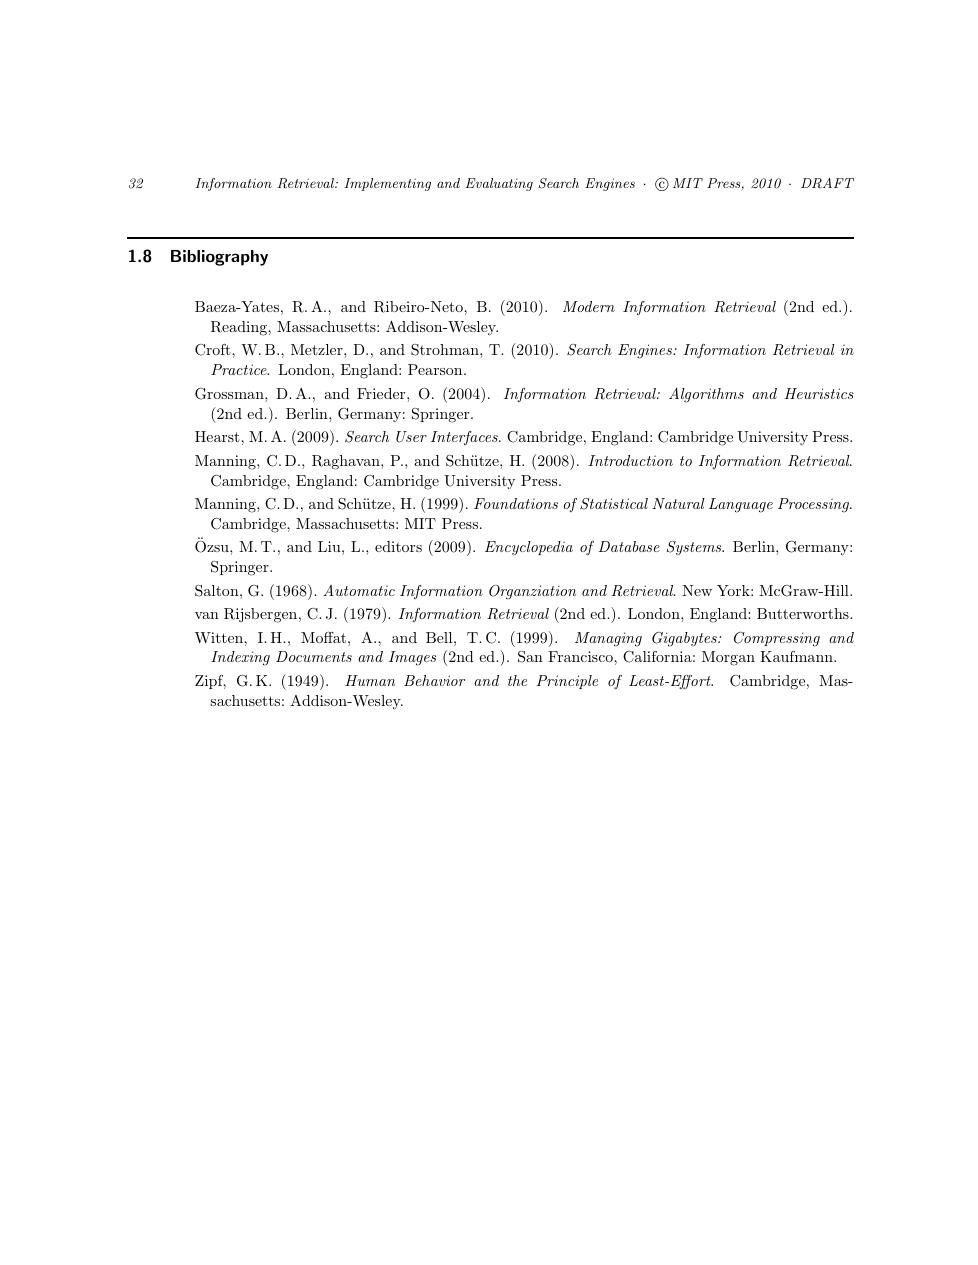 32 Information Retrieval: Implementing and Evaluating Search Engines · © MIT Press, 2010 · DRAFT
1.8 Bibliography
Baeza-Yates, R. A., and Ribeiro-Neto, B. (2010). Modern Information Retrieval (2nd ed.).
Reading, Massachusetts: Addison-Wesley.
Croft, W. B., Metzler, D., and Strohman, T. (2010). Search Engines: Information Retrieval in
Practice. London, England: Pearson.
Grossman, D. A., and Frieder, O. (2004). Information Retrieval: Algorithms and Heuristics
(2nd ed.). Berlin, Germany: Springer.
Hearst, M. A. (2009). Search User Interfaces. Cambridge, England: Cambridge University Press.
Manning, C. D., Raghavan, P., and Schütze, H. (2008). Introduction to Information Retrieval.
Cambridge, England: Cambridge University Press.
Manning, C. D., and Schütze, H. (1999). Foundations of Statistical Natural Language Processing.
Cambridge, Massachusetts: MIT Press.
Özsu, M. T., and Liu, L., editors (2009). Encyclopedia of Database Systems. Berlin, Germany:
Springer.
Salton, G. (1968). Automatic Information Organziation and Retrieval. New York: McGraw-Hill.
van Rijsbergen, C. J. (1979). Information Retrieval (2nd ed.). London, England: Butterworths.
Witten, I. H., Moffat, A., and Bell, T. C. (1999). Managing Gigabytes: Compressing and
Indexing Documents and Images (2nd ed.). San Francisco, California: Morgan Kaufmann.
Zipf, G. K. (1949). Human Behavior and the Principle of Least-Effort. Cambridge, Mas-
sachusetts: Addison-Wesley.